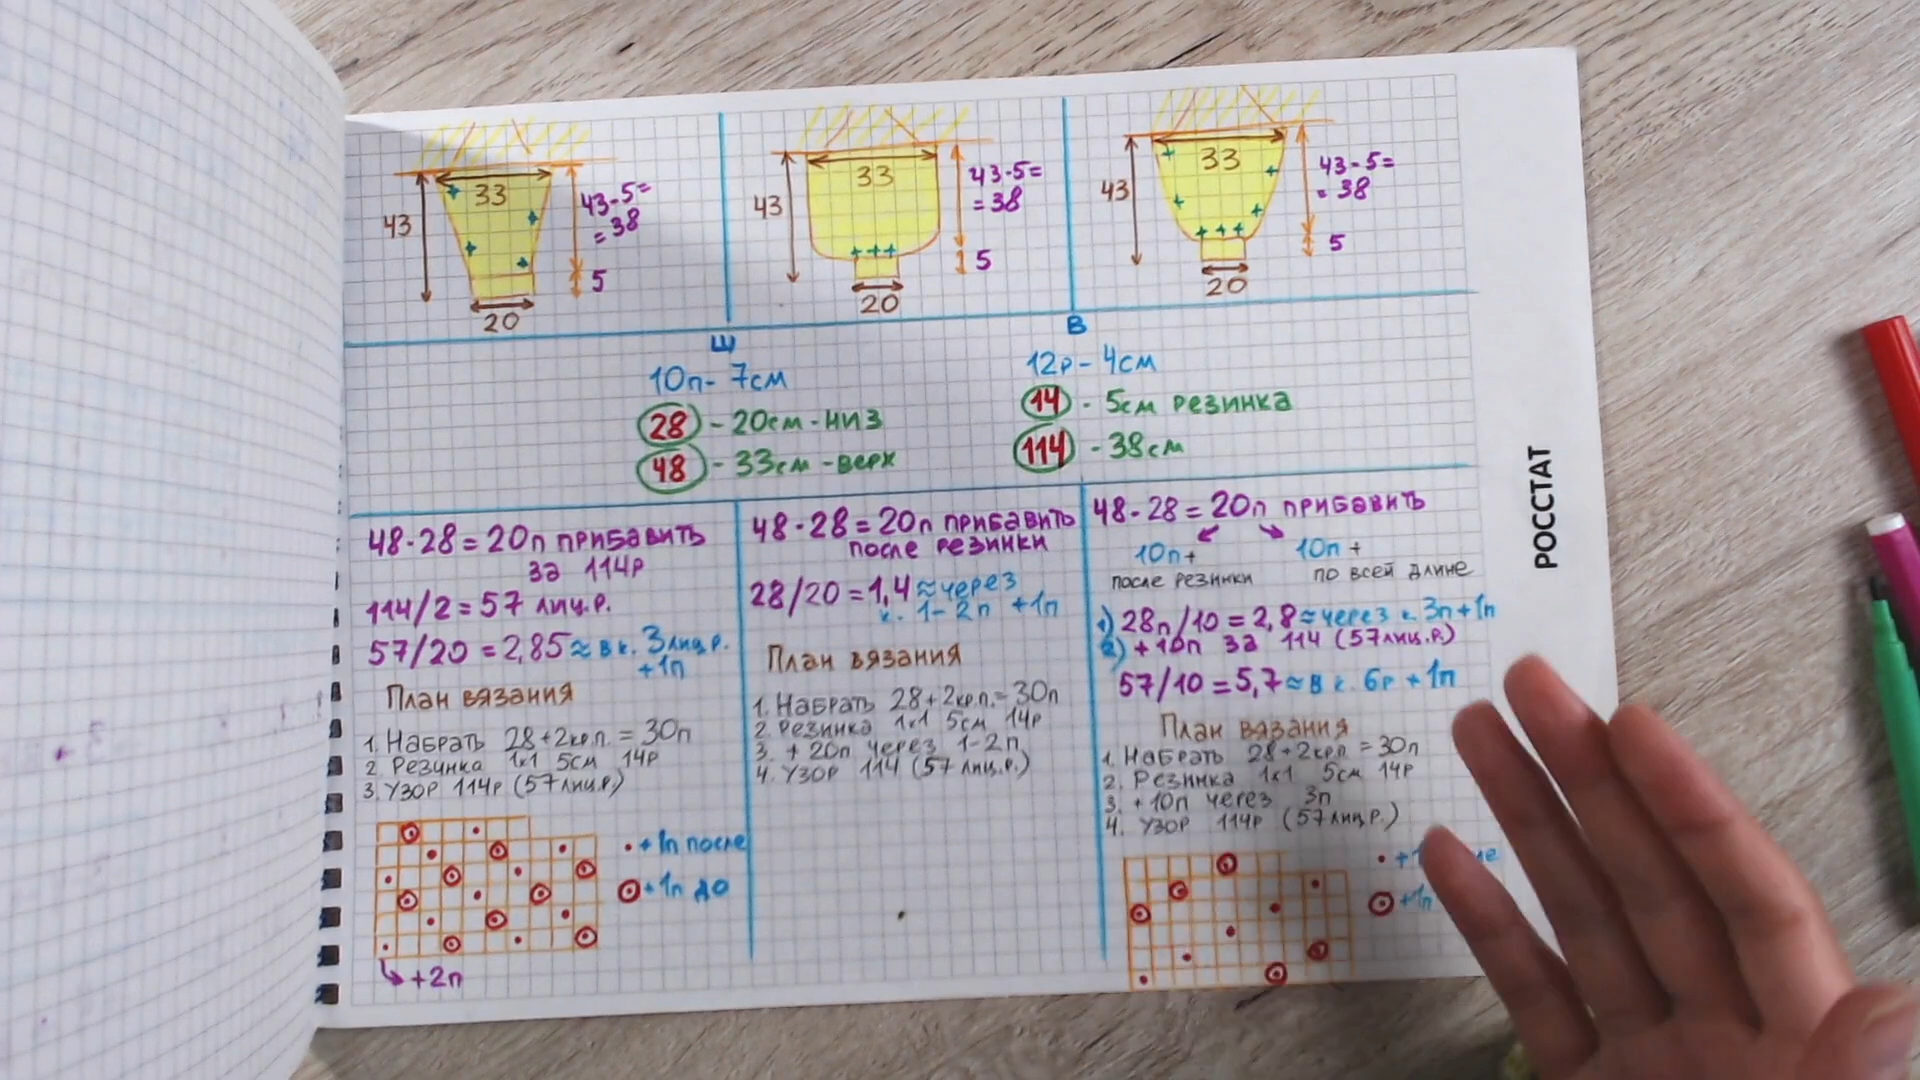 33
43
43-5=
= 38
5
20
33
43
43-5=
= 38
5
20
33
43
43-5=
= 38
5
20
Ш
10п- 7см
28 - 20см - низ
48 - 33см - верх
В
12р - 4см
14 - 5см резинка
114 - 38см
48-28 = 20п прибавить
за 114р
114/2 = 57 лиц.р.
57/20 = 2,85 ≈ в к. 3 лиц.р.
+1п
План вязания
1. Набрать 28+2кр.п. = 30п
2. Резинка 1х1 5см 14р
3. Узор 114р (57лиц.р.)
• +1п после
+1п до
+2п
48-28 = 20п прибавить
после резинки
28/20 = 1,4 ≈ через
к. 1-2п +1п
План вязания
1. Набрать 28+2кр.п.= 30п
2. Резинка 1х1 5см 14р
3. + 20п через 1-2п
4. Узор 114 (57лиц.р.)
48-28 = 20п прибавить
10п+
после резинки
10п +
по всей длине
1) 28п/10 = 2,8 ≈ через к. 3п+1п
2) + 10п за 114 (57лиц.р.)
57/10 = 5,7 ≈ в к. 6р +1п
План вязания
1. Набрать 28+2кр.п. = 30п
2. Резинка 1х1 5см 14р
3. +10п через 3п
4. Узор 114р (57лиц.р.)
+1п
РОССТАТ